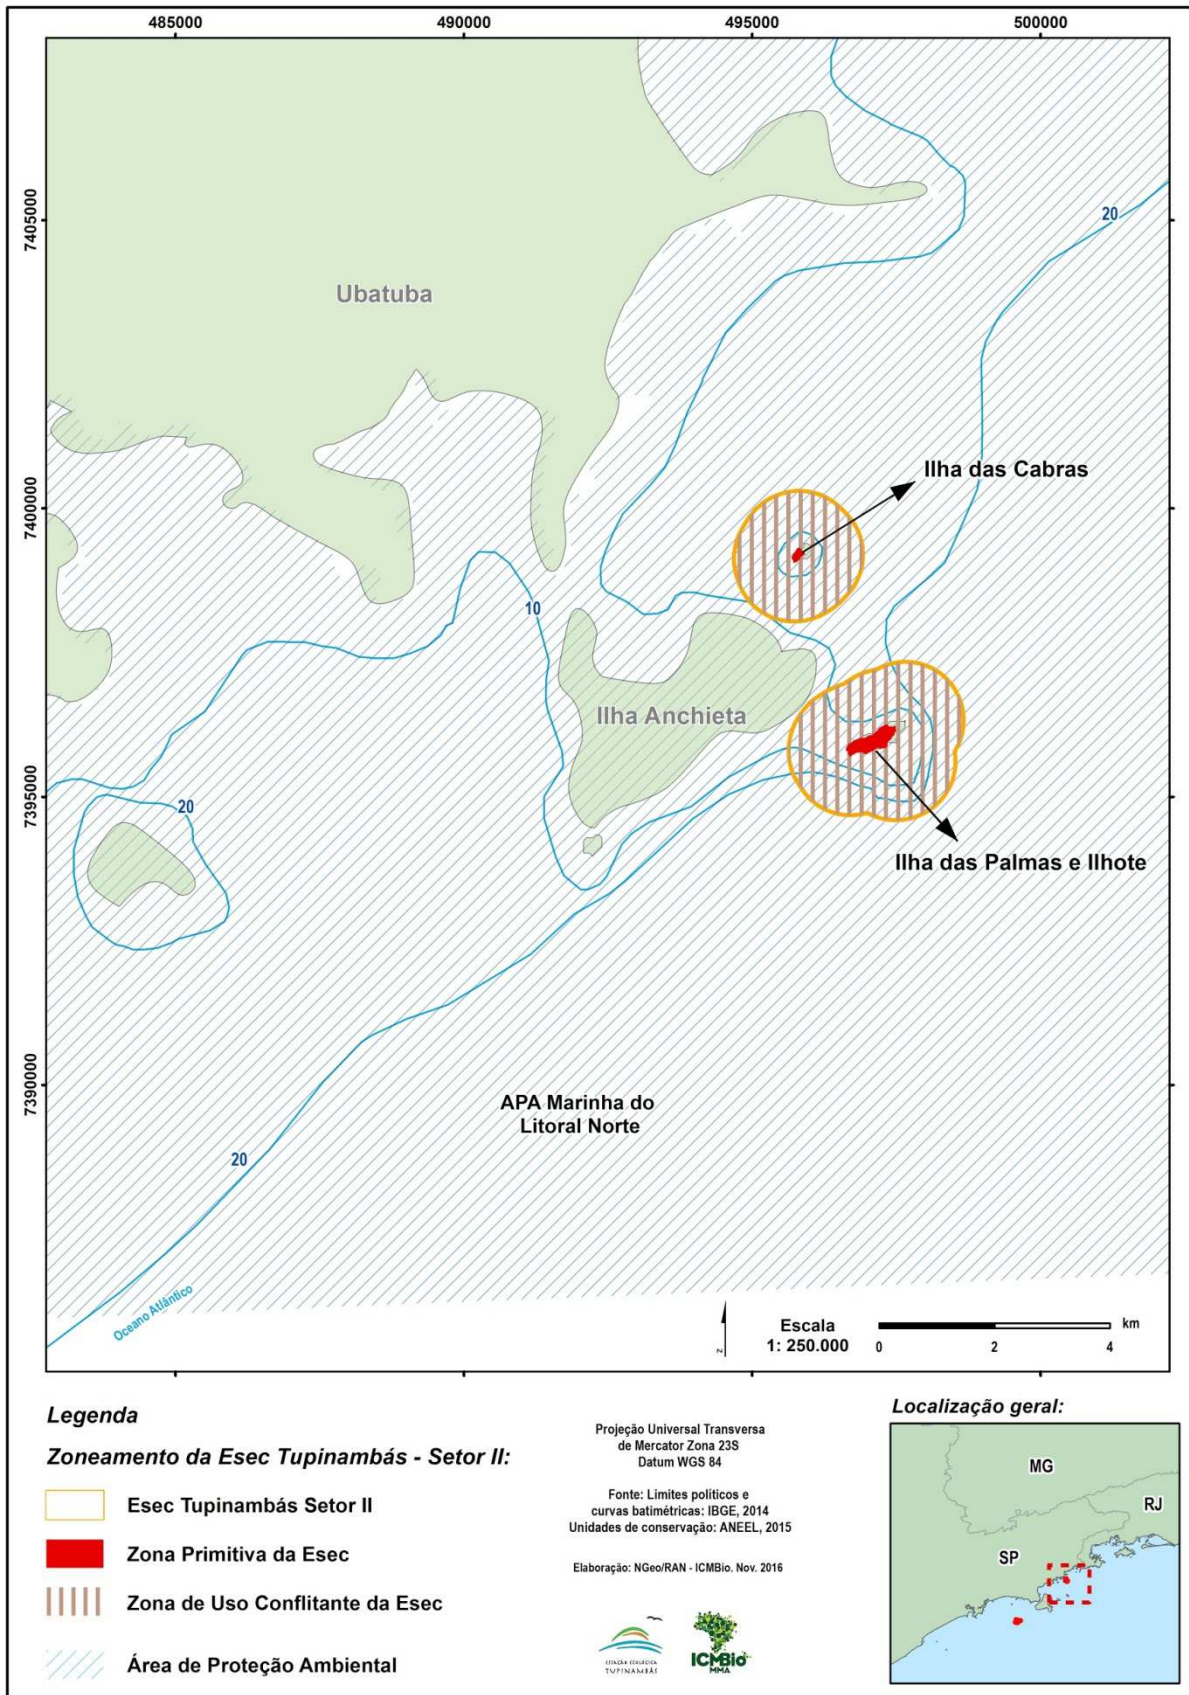 485000
490000
495000
500000
7405000
20
Ubatuba
Ilha das Cabras
7400000
10
Ilha Anchieta
7395000
20
Ilha das Palmas e Ilhote
7390000
APA Marinha do
Litoral Norte
20
Oceano Atlântico
N
Escala
1: 250.000
km
0 2 4
Legenda
Zoneamento da Esec Tupinambás - Setor II:
Esec Tupinambás Setor II
Zona Primitiva da Esec
Zona de Uso Conflitante da Esec
Área de Proteção Ambiental
Projeção Universal Transversa
de Mercator Zona 23S
Datum WGS 84
Fonte: Limites políticos e
curvas batimétricas: IBGE, 2014
Unidades de conservação: ANEEL, 2015
Elaboração: NGeo/RAN - ICMBio. Nov. 2016
ESTAÇÃO ECOLÓGICA
TUPINAMBÁS
ICMBio
MMA
Localização geral:
MG
RJ
SP